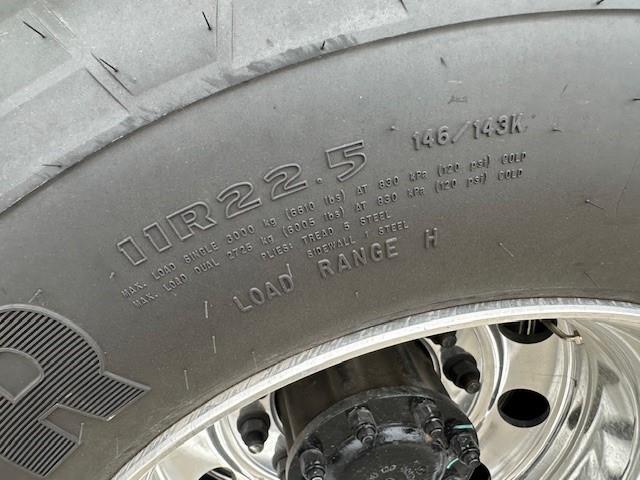 11R22.5 146/143K
MAX. LOAD SINGLE 3000 kg (6610 lbs) AT 830 kPa (120 psi) COLD
MAX. LOAD DUAL 2725 kg (6005 lbs) AT 830 kPa (120 psi) COLD
PLIES: TREAD 5 STEEL
SIDEWALL 1 STEEL
LOAD RANGE H
R